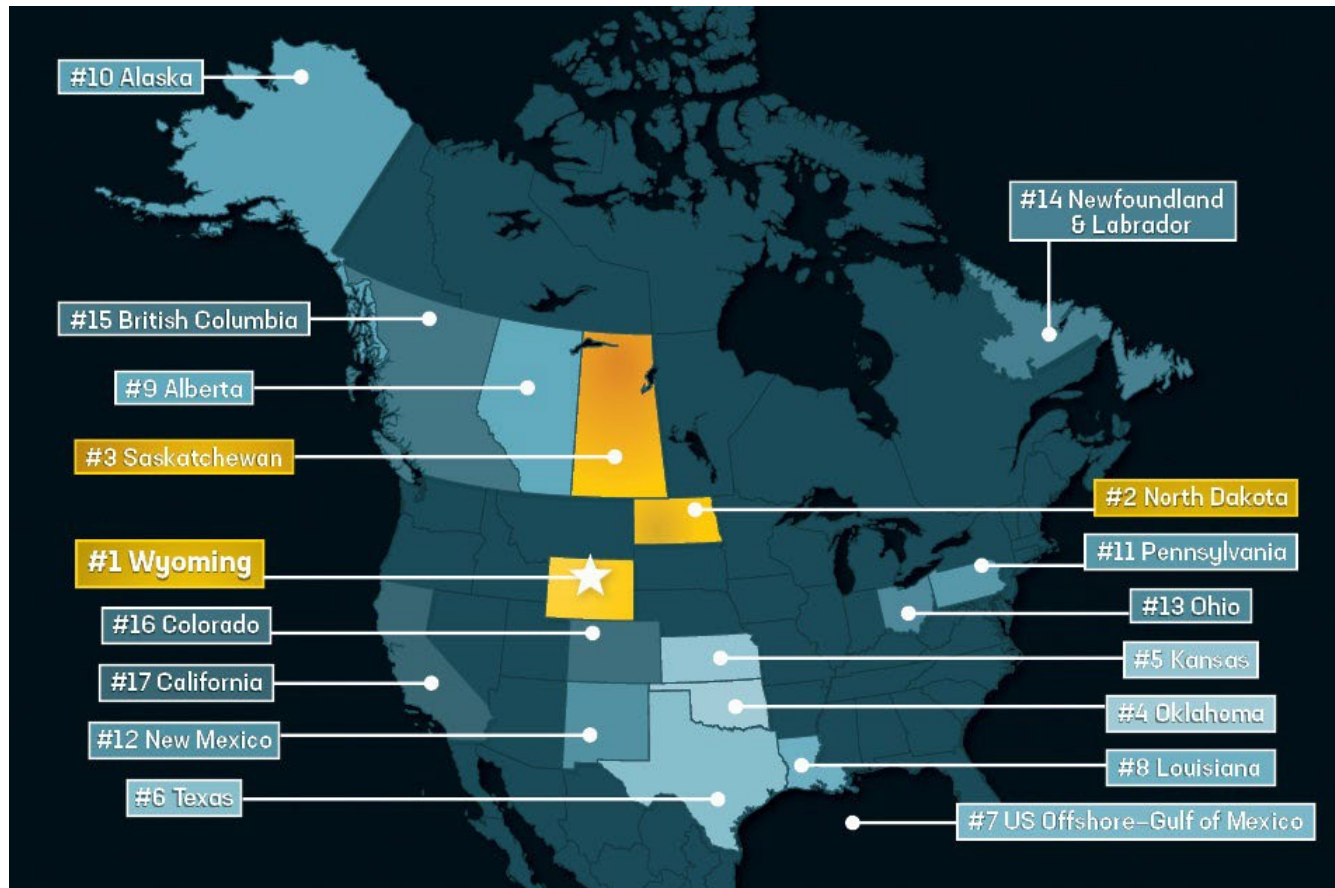 #10 Alaska
#14 Newfoundland
& Labrador
#15 British Columbia
#9 Alberta
#3 Saskatchewan
#2 North Dakota
#11 Pennsylvania
#1 Wyoming
#13 Ohio
#16 Colorado
#5 Kansas
#17 California
#4 Oklahoma
#12 New Mexico
#8 Louisiana
#6 Texas
#7 US Offshore–Gulf of Mexico